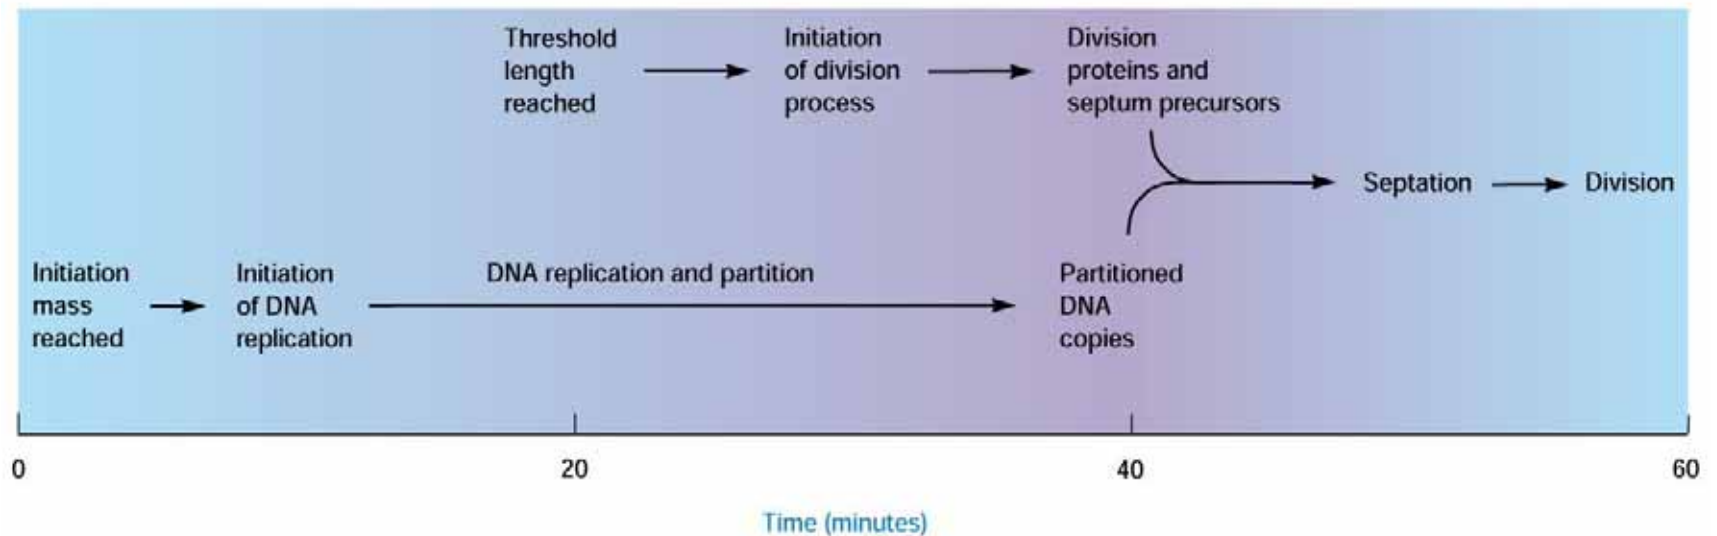 Threshold
length
reached
Initiation
of division
process
Division
proteins and
septum precursors
Septation
Division
Initiation
mass
reached
Initiation
of DNA
replication
DNA replication and partition
Partitioned
DNA
copies
0
20
40
60
Time (minutes)